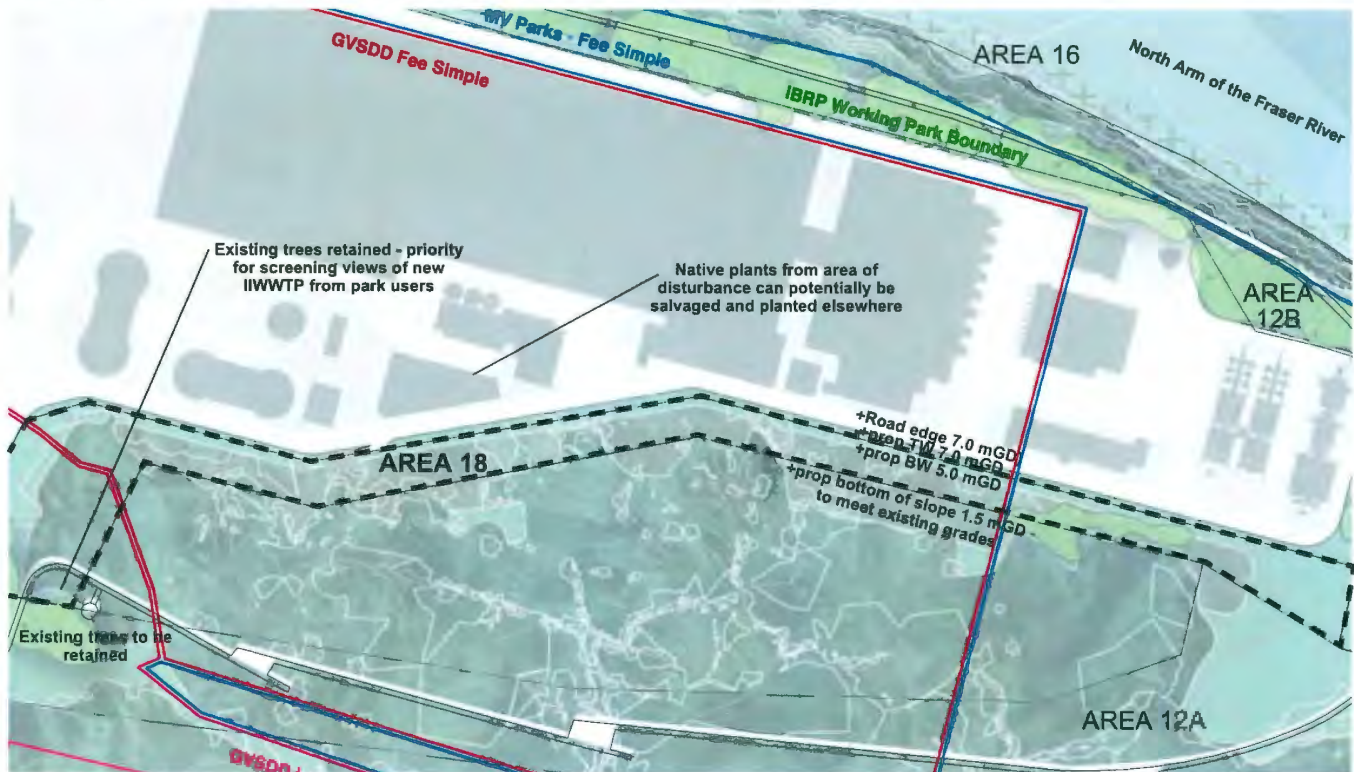 MV Parks - Fee Simple
GVSDD Fee Simple
AREA 16
North Arm of the Fraser River
IBRP Working Park Boundary
Existing trees retained - priority
for screening views of new
IIWWTP from park users
Native plants from area of
disturbance can potentially be
salvaged and planted elsewhere
AREA
12B
+Road edge 7.0 mGD
+prop TW 7.0 mGD
+prop BW 5.0 mGD
+prop bottom of slope 1.5 mGD
to meet existing grades
AREA 18
Existing trees to be
retained
AREA 12A
GVSDD